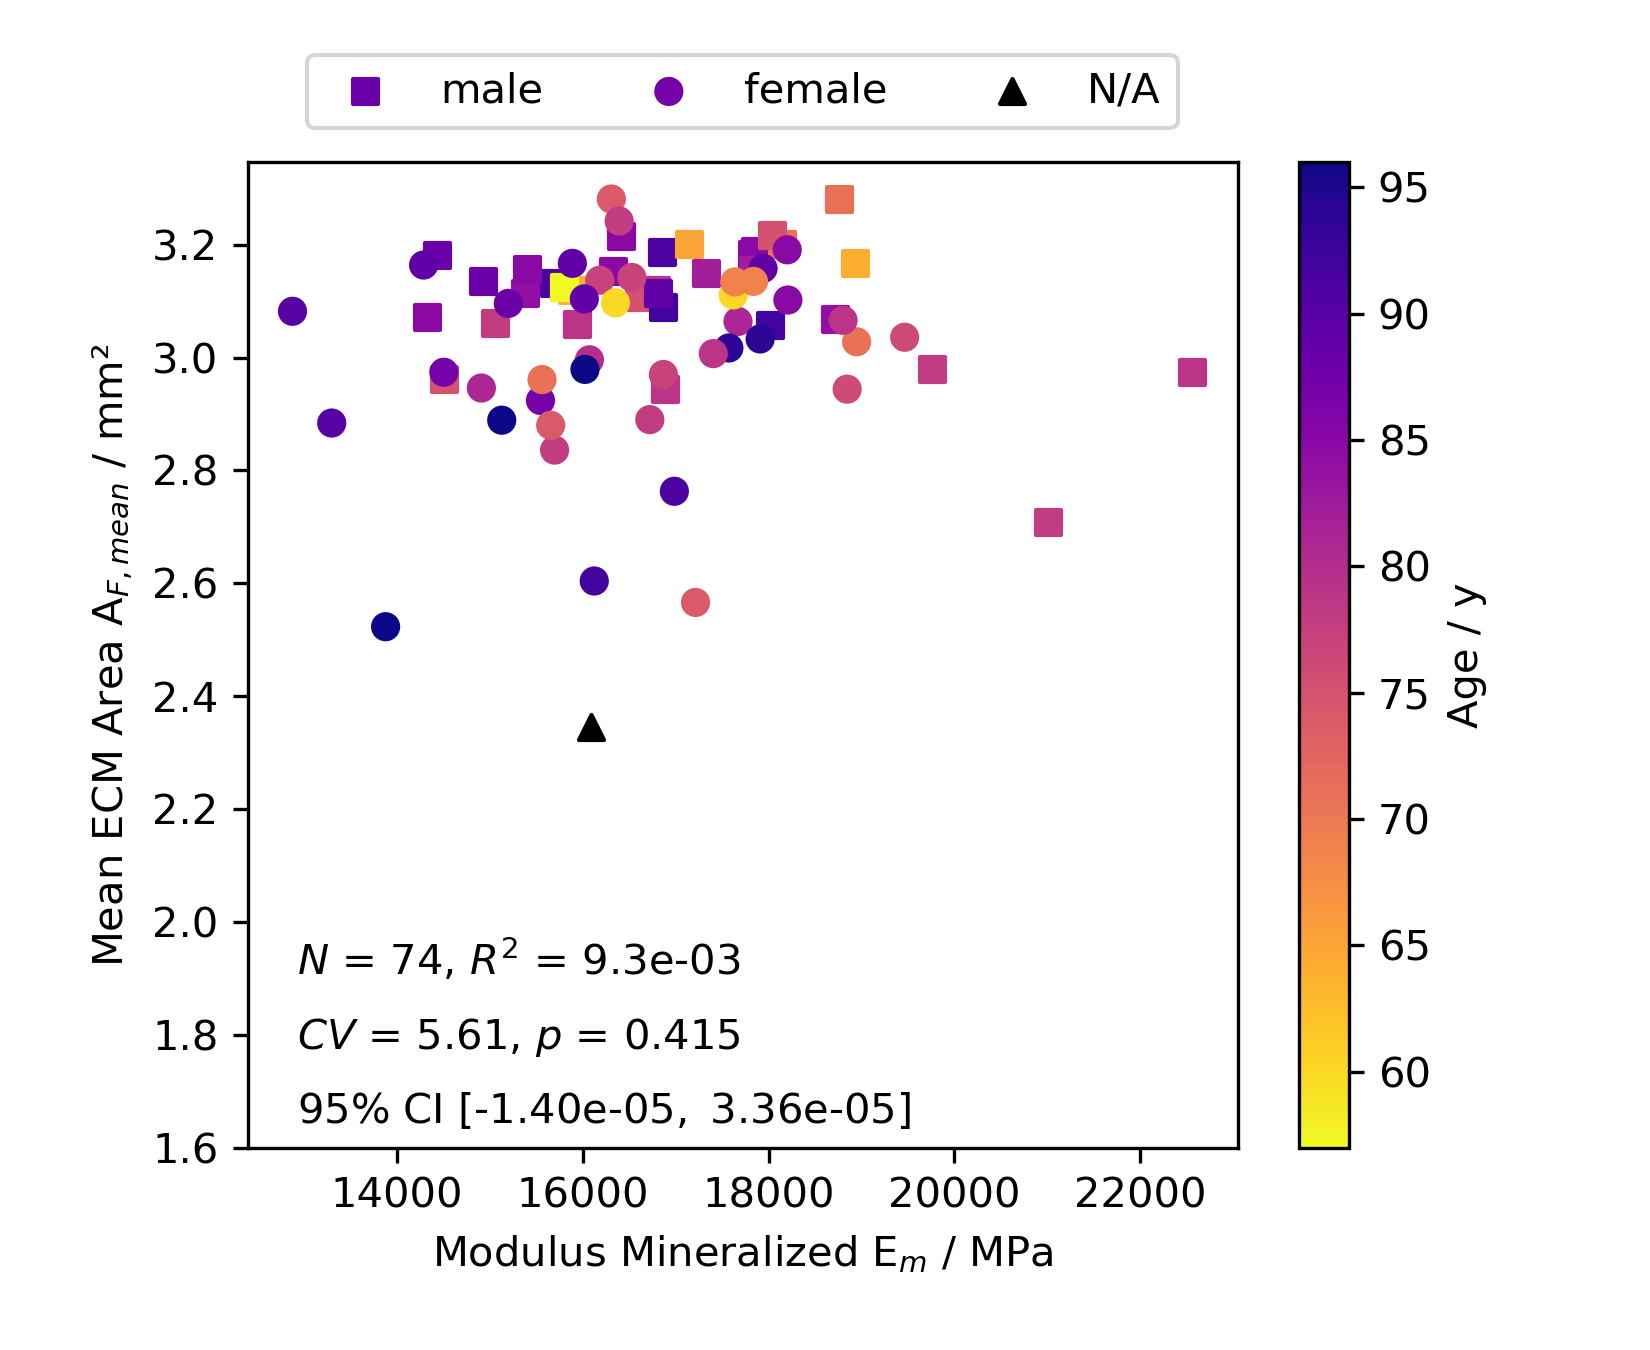 male female N/A
Mean ECM Area A_F,mean / mm²
3.2
3.0
2.8
2.6
2.4
2.2
2.0
1.8
1.6
N = 74, R² = 9.3e-03
CV = 5.61, p = 0.415
95% CI [-1.40e-05, 3.36e-05]
14000 16000 18000 20000 22000
Modulus Mineralized E_m / MPa
95
90
85
80
75
70
65
60
Age / y